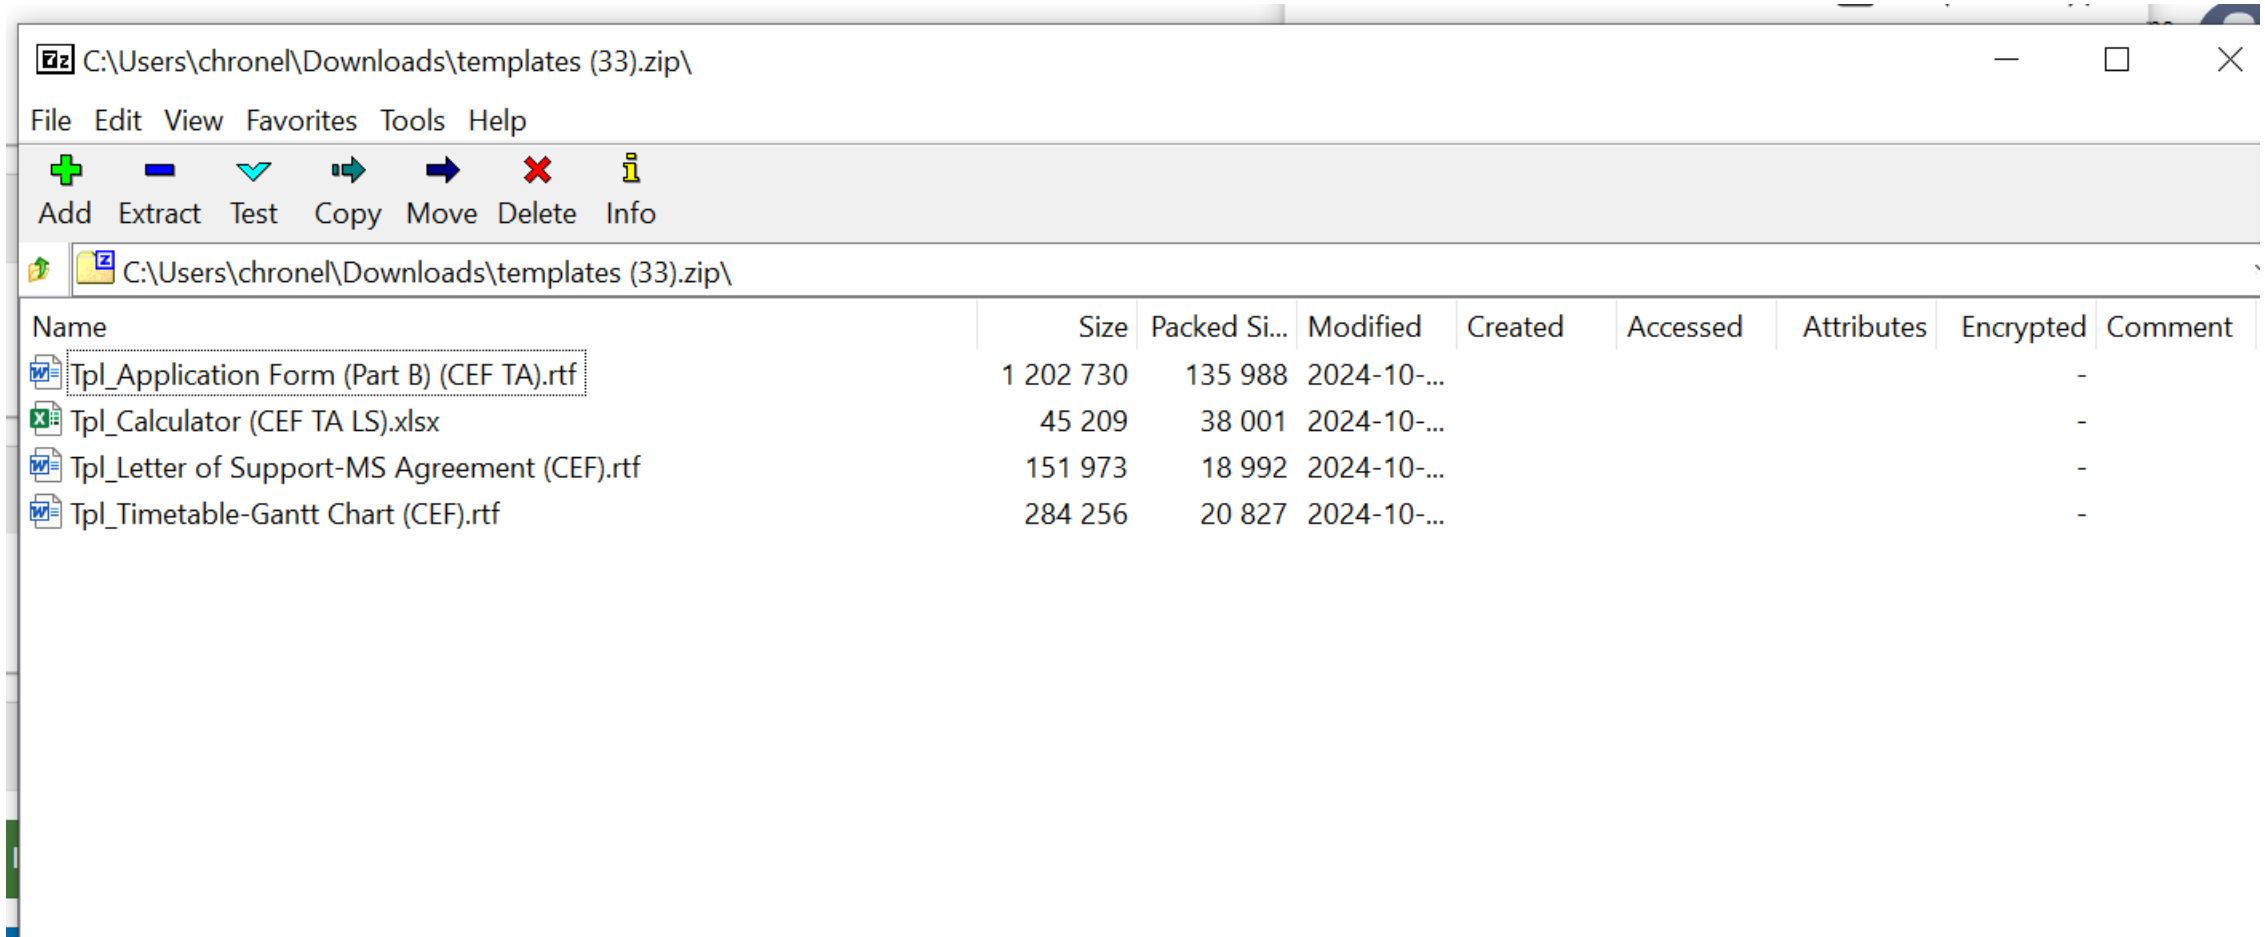 7z C:\Users\chronel\Downloads\templates (33).zip\
File Edit View Favorites Tools Help
Add Extract Test Copy Move Delete Info
C:\Users\chronel\Downloads\templates (33).zip\
Name Size Packed Si... Modified Created Accessed Attributes Encrypted Comment
Tpl_Application Form (Part B) (CEF TA).rtf 1 202 730 135 988 2024-10-... -
Tpl_Calculator (CEF TA LS).xlsx 45 209 38 001 2024-10-... -
Tpl_Letter of Support-MS Agreement (CEF).rtf 151 973 18 992 2024-10-... -
Tpl_Timetable-Gantt Chart (CEF).rtf 284 256 20 827 2024-10-... -